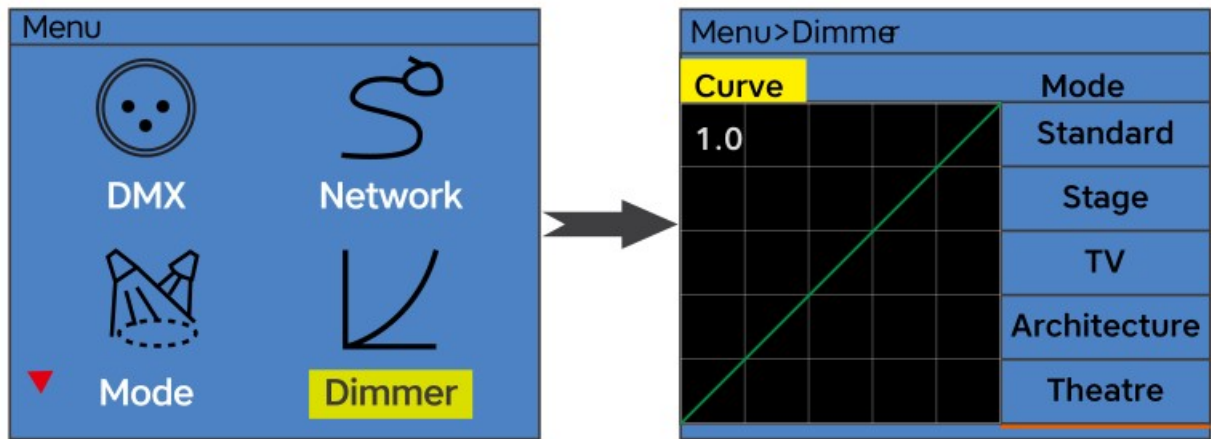 Menu
DMX
Network
Mode
Dimmer
Menu>Dimmer
Curve
Mode
1.0
Standard
Stage
TV
Architecture
Theatre